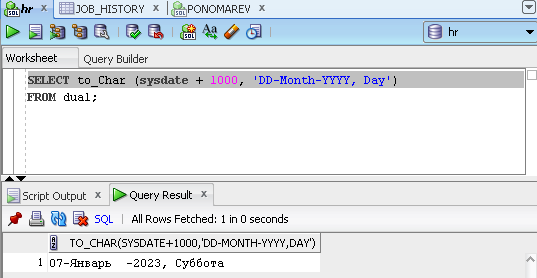 hr JOB_HISTORY x PONOMAREV x
SQL Aa hr
Worksheet Query Builder
SELECT to_Char (sysdate + 1000, 'DD-Month-YYYY, Day')
FROM dual;
Script Output x Query Result x
SQL | All Rows Fetched: 1 in 0 seconds
TO_CHAR(SYSDATE+1000,'DD-MONTH-YYYY,DAY')
1 07-Январь  -2023, Суббота